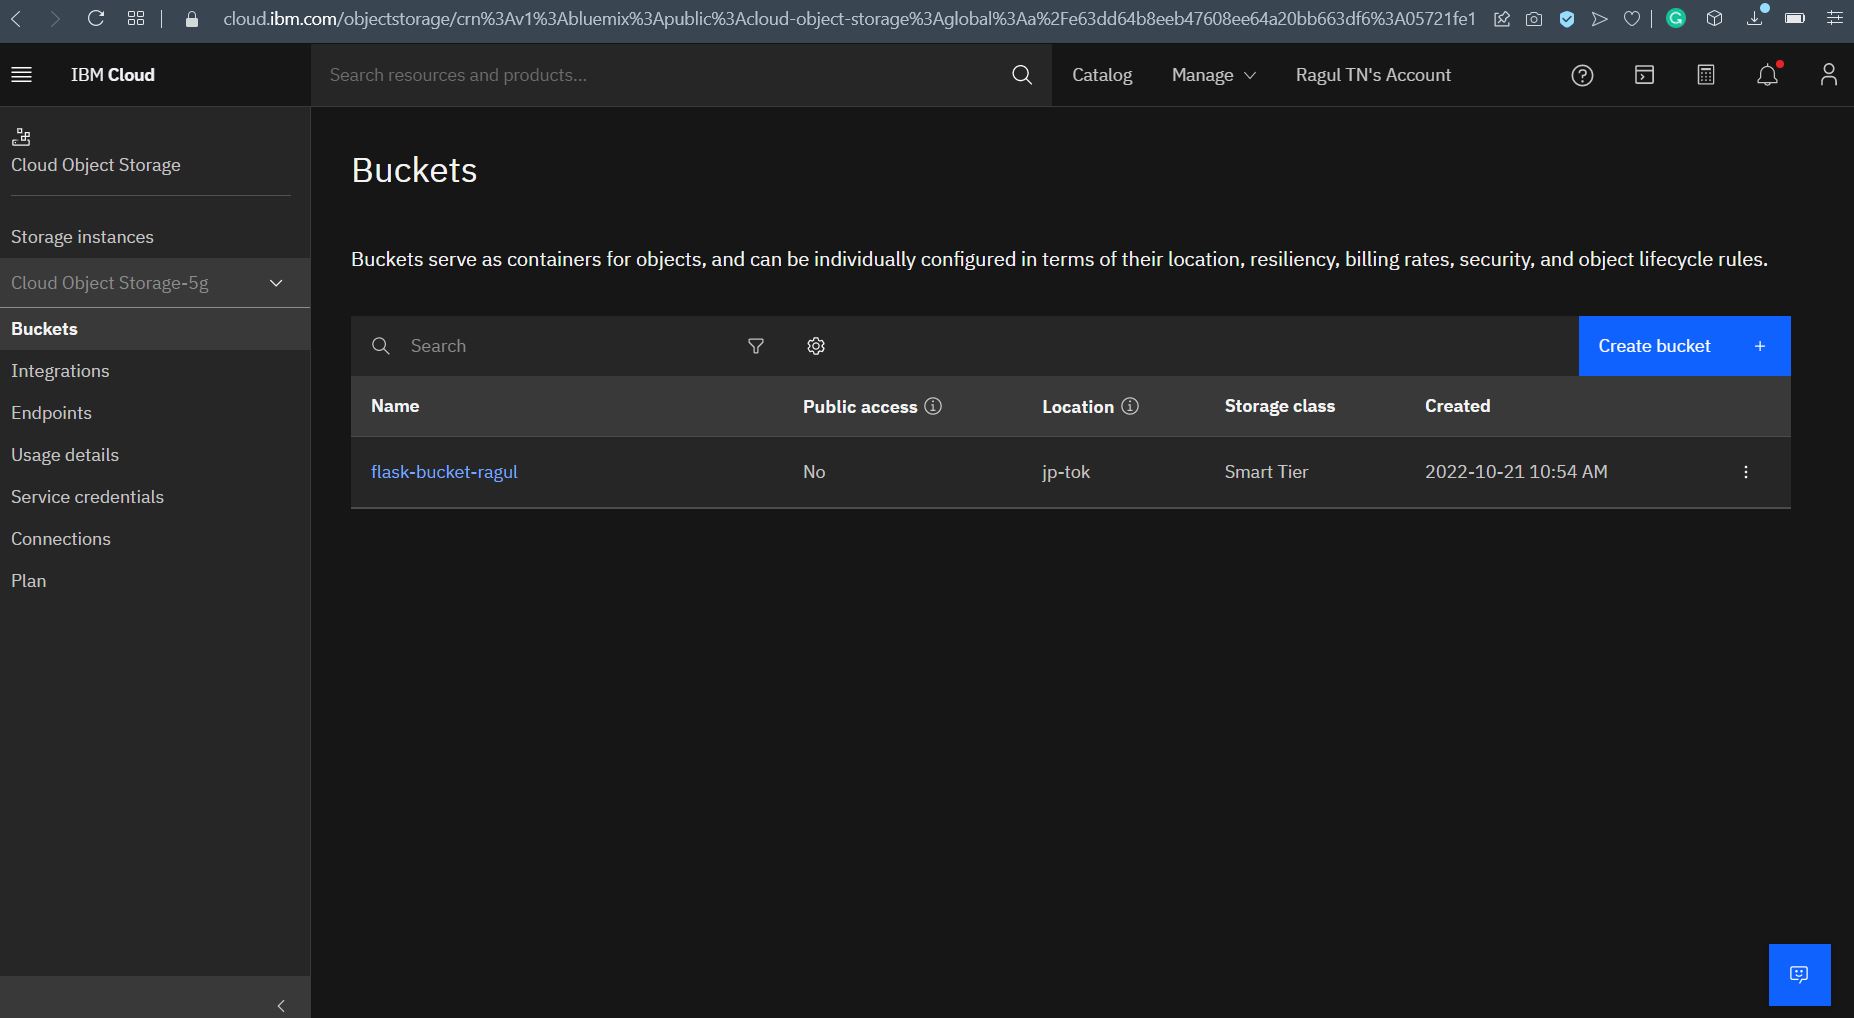 cloud.ibm.com/objectstorage/crn%3Av1%3Abluemix%3Apublic%3Acloud-object-storage%3Aglobal%3Aa%2Fe63dd64b8eeb47608ee64a20bb663df6%3A05721fe1
IBM Cloud
Search resources and products...
Catalog
Manage
Ragul TN's Account
Cloud Object Storage
Storage instances
Cloud Object Storage-5g
Buckets
Integrations
Endpoints
Usage details
Service credentials
Connections
Plan
Buckets
Buckets serve as containers for objects, and can be individually configured in terms of their location, resiliency, billing rates, security, and object lifecycle rules.
Search
Create bucket +
Name Public access Location Storage class Created
flask-bucket-ragul No jp-tok Smart Tier 2022-10-21 10:54 AM